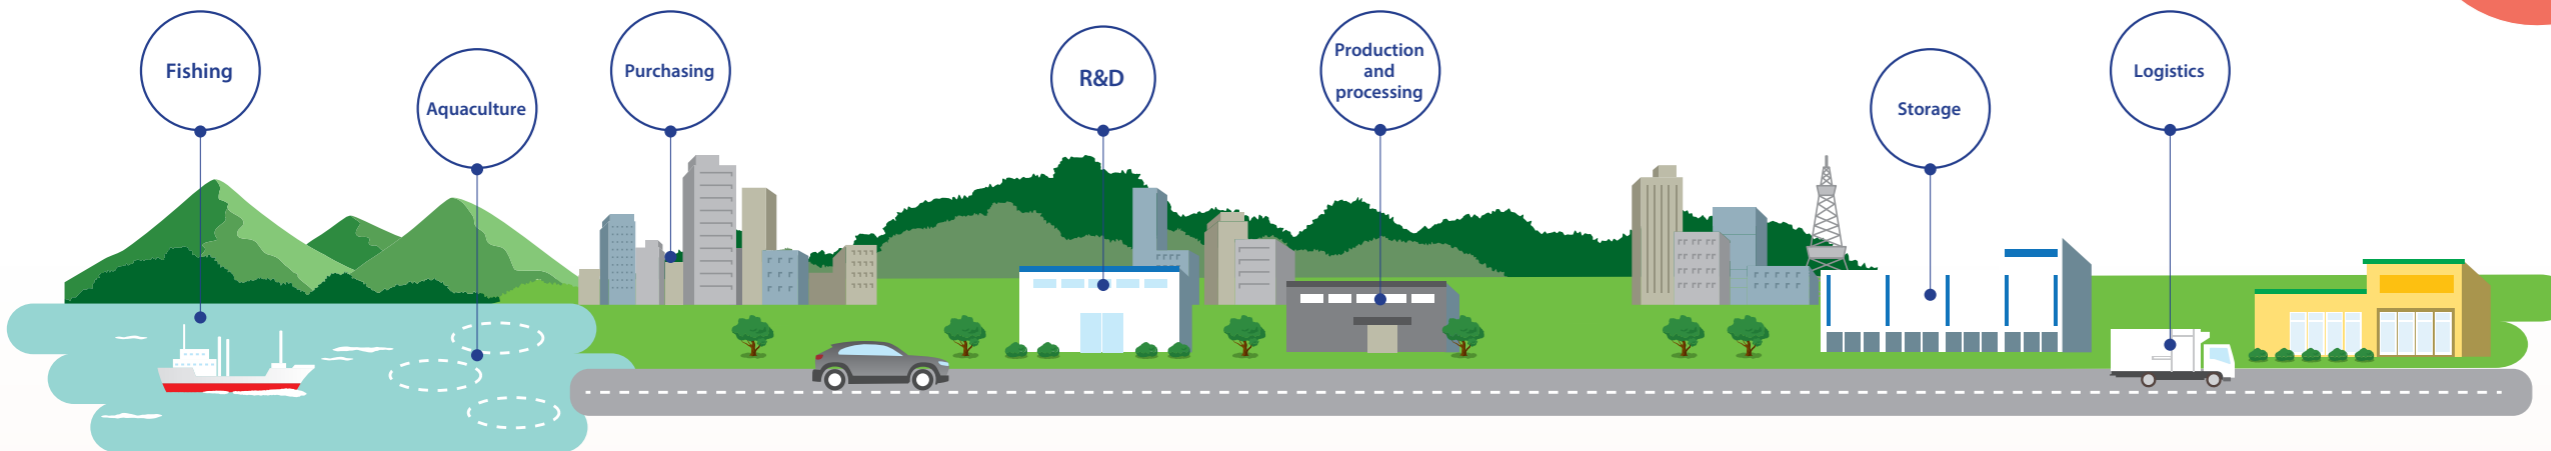 Fishing
Aquaculture
Purchasing
R&D
Production
and
processing
Storage
Logistics